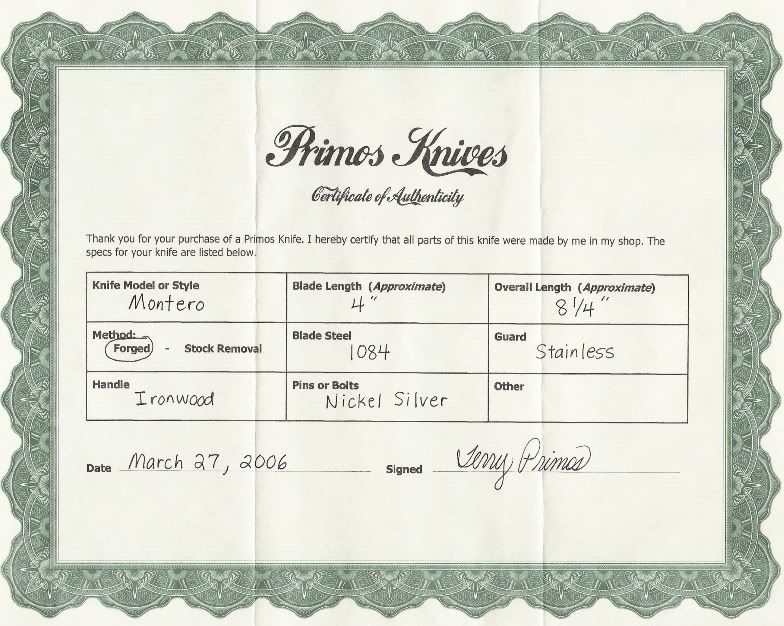 Primos Knives
Certificate of Authenticity
Thank you for your purchase of a Primos Knife. I hereby certify that all parts of this knife were made by me in my shop. The
specs for your knife are listed below.
Knife Model or Style
Montero
Blade Length (Approximate)
4"
Overall Length (Approximate)
8 1/4"
Method:
Forged - Stock Removal
Blade Steel
1084
Guard
Stainless
Handle
Ironwood
Pins or Bolts
Nickel Silver
Other
Date March 27, 2006 Signed Terry Primos